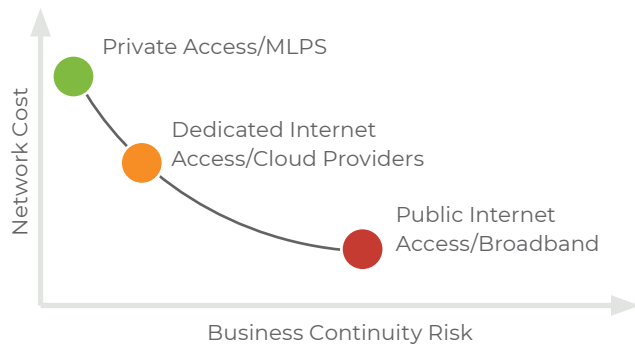 Private Access/MLPS
Dedicated Internet
Access/Cloud Providers
Public Internet
Access/Broadband
Network Cost
Business Continuity Risk